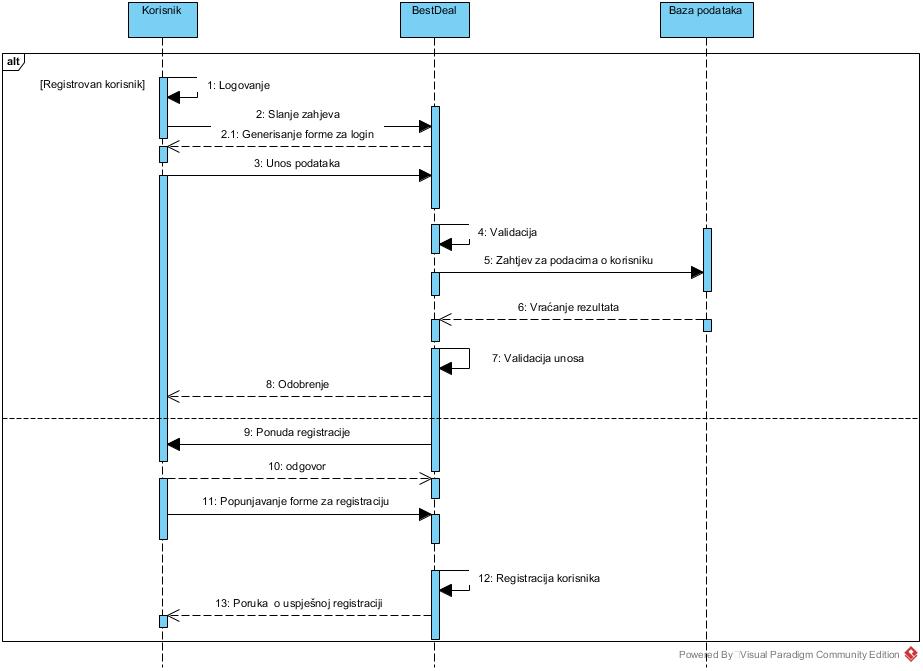 Korisnik
BestDeal
Baza podataka
alt
[Registrovan korisnik]
1: Logovanje
2: Slanje zahjeva
2.1: Generisanje forme za login
3: Unos podataka
4: Validacija
5: Zahtjev za podacima o korisniku
6: Vraćanje rezultata
7: Validacija unosa
8: Odobrenje
9: Ponuda registracije
10: odgovor
11: Popunjavanje forme za registraciju
12: Registracija korisnika
13: Poruka o uspješnoj registraciji
Powered By Visual Paradigm Community Edition